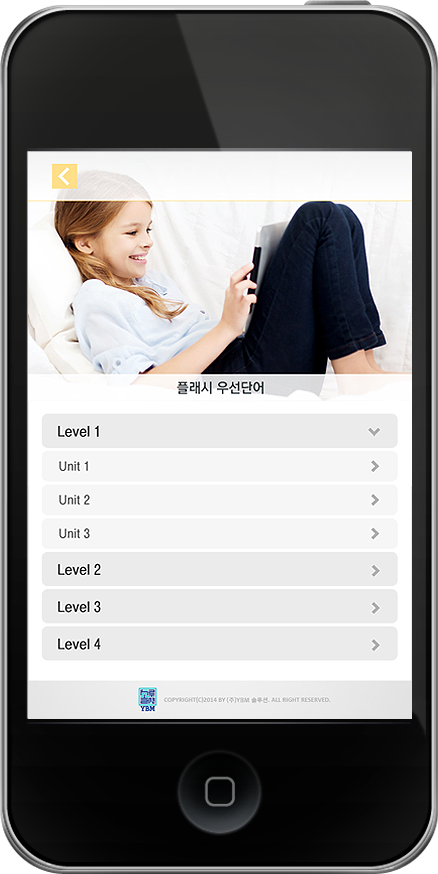 플래시 우선단어
Level 1
Unit 1
Unit 2
Unit 3
Level 2
Level 3
Level 4
YBM
COPYRIGHT(C)2014 BY (주)YBM 솔루션. ALL RIGHT RESERVED.